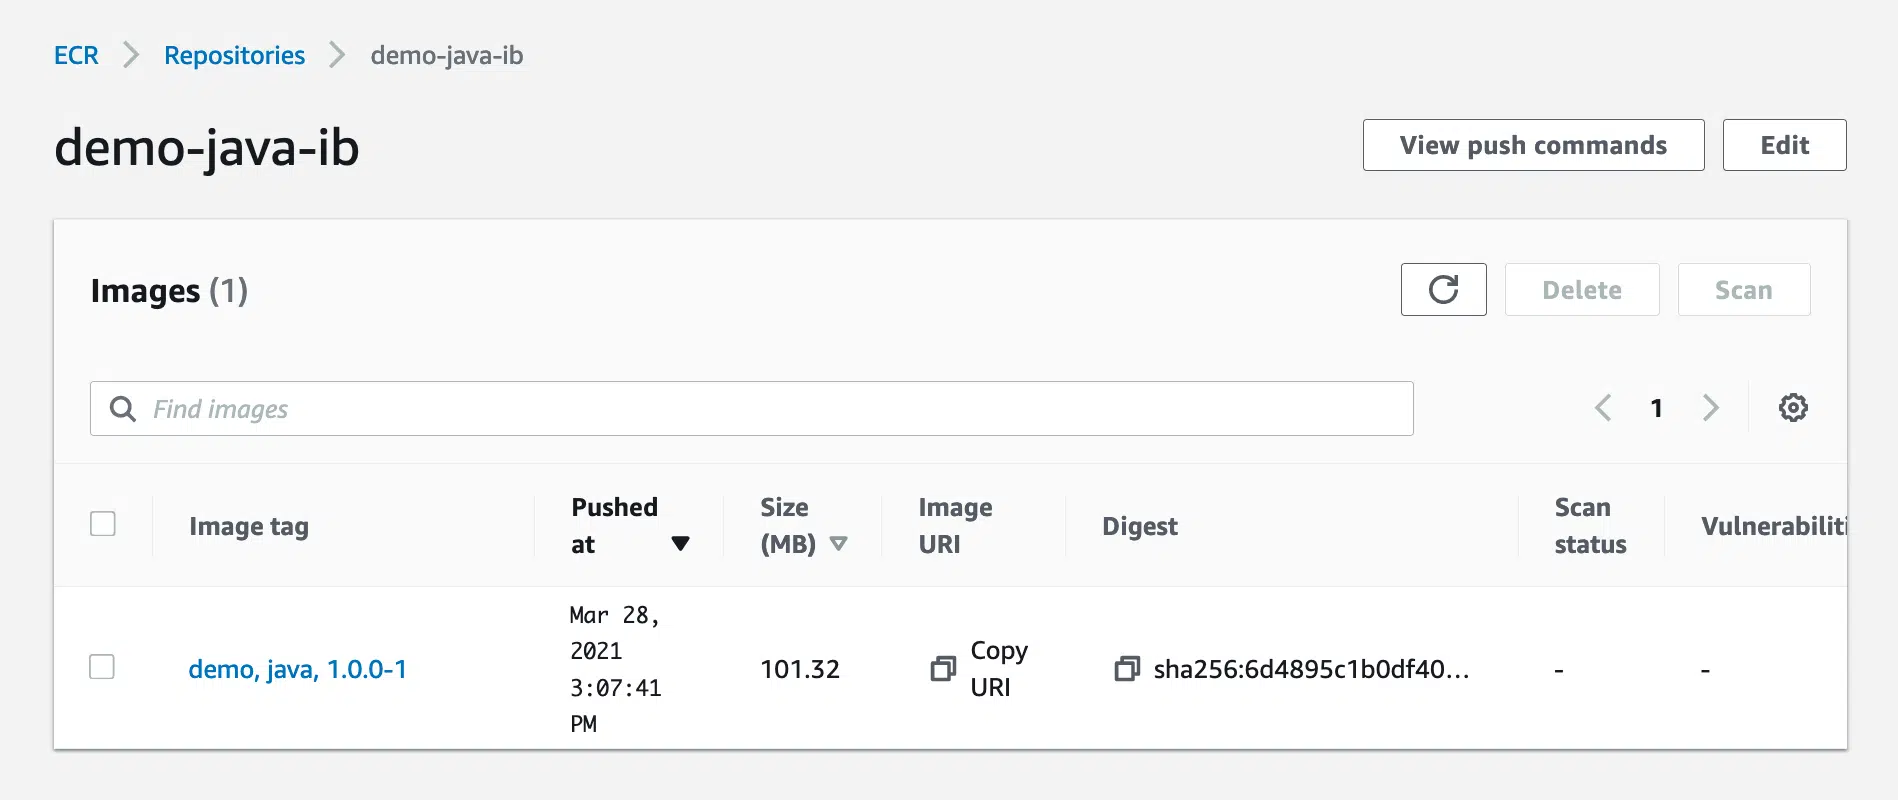 ECR Repositories demo-java-ib
demo-java-ib
View push commands Edit
Images (1)
Delete Scan
Find images
1
Image tag
Pushed
at
Size
(MB)
Image
URI
Digest
Scan
status
Vulnerabiliti
demo, java, 1.0.0-1
Mar 28,
2021
3:07:41
PM
101.32
Copy
URI
sha256:6d4895c1b0df40...
-
-